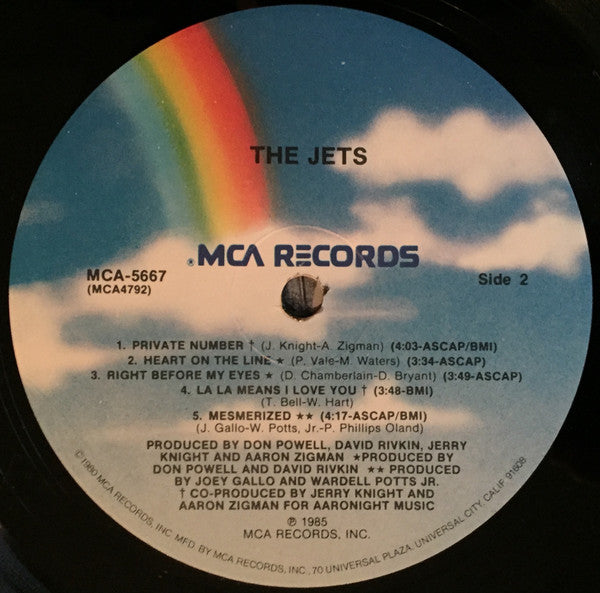 THE JETS
® MCA RECORDS
MCA-5667
(MCA4792)
Side 2
1. PRIVATE NUMBER † (J. Knight-A. Zigman) (4:03-ASCAP/BMI)
2. HEART ON THE LINE ★ (P. Vale-M. Waters) (3:34-ASCAP)
3. RIGHT BEFORE MY EYES ★ (D. Chamberlain-D. Bryant) (3:49-ASCAP)
4. LA LA MEANS I LOVE YOU † (3:48-BMI)
(T. Bell-W. Hart)
5. MESMERIZED ★★ (4:17-ASCAP/BMI)
(J. Gallo-W. Potts, Jr.-P. Phillips Oland)
PRODUCED BY DON POWELL, DAVID RIVKIN, JERRY
KNIGHT AND AARON ZIGMAN ★PRODUCED BY
DON POWELL AND DAVID RIVKIN ★★ PRODUCED
BY JOEY GALLO AND WARDELL POTTS JR.
† CO-PRODUCED BY JERRY KNIGHT AND
AARON ZIGMAN FOR AARONIGHT MUSIC
℗ 1985
MCA RECORDS, INC.
©1980 MCA RECORDS, INC. MFD. BY MCA RECORDS, INC., 70 UNIVERSAL PLAZA, UNIVERSAL CITY, CALIF. 91608